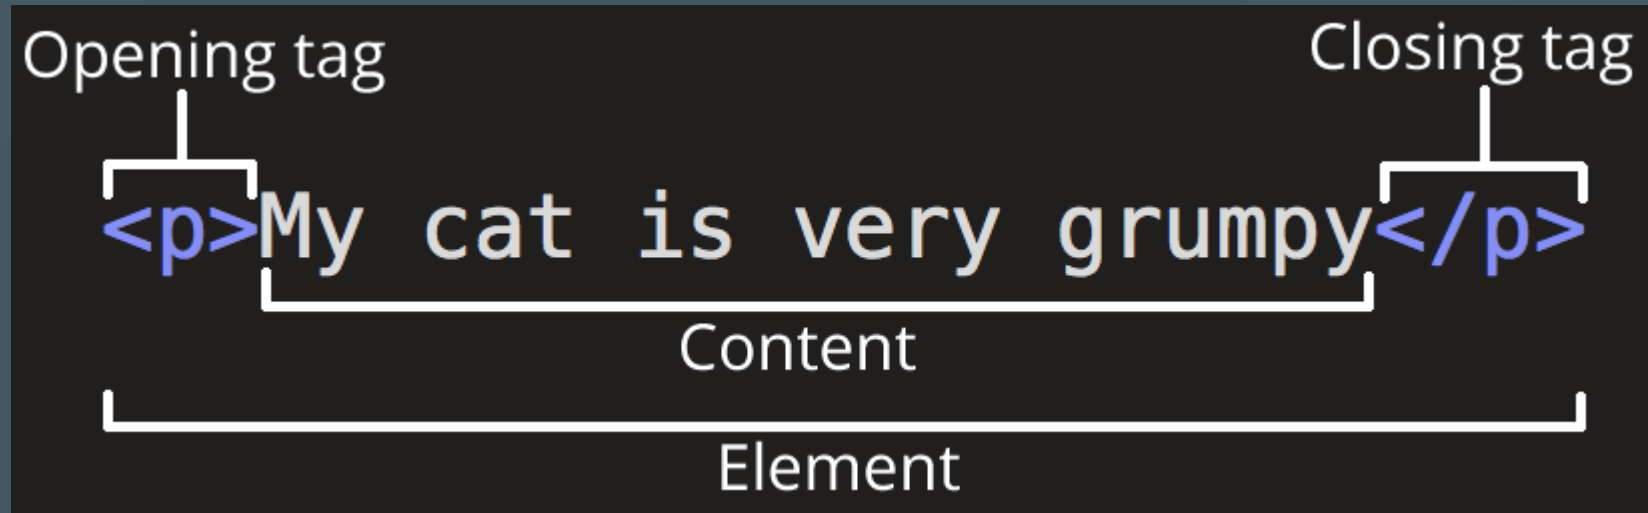 Opening tag
Closing tag
<p>My cat is very grumpy</p>
Content
Element